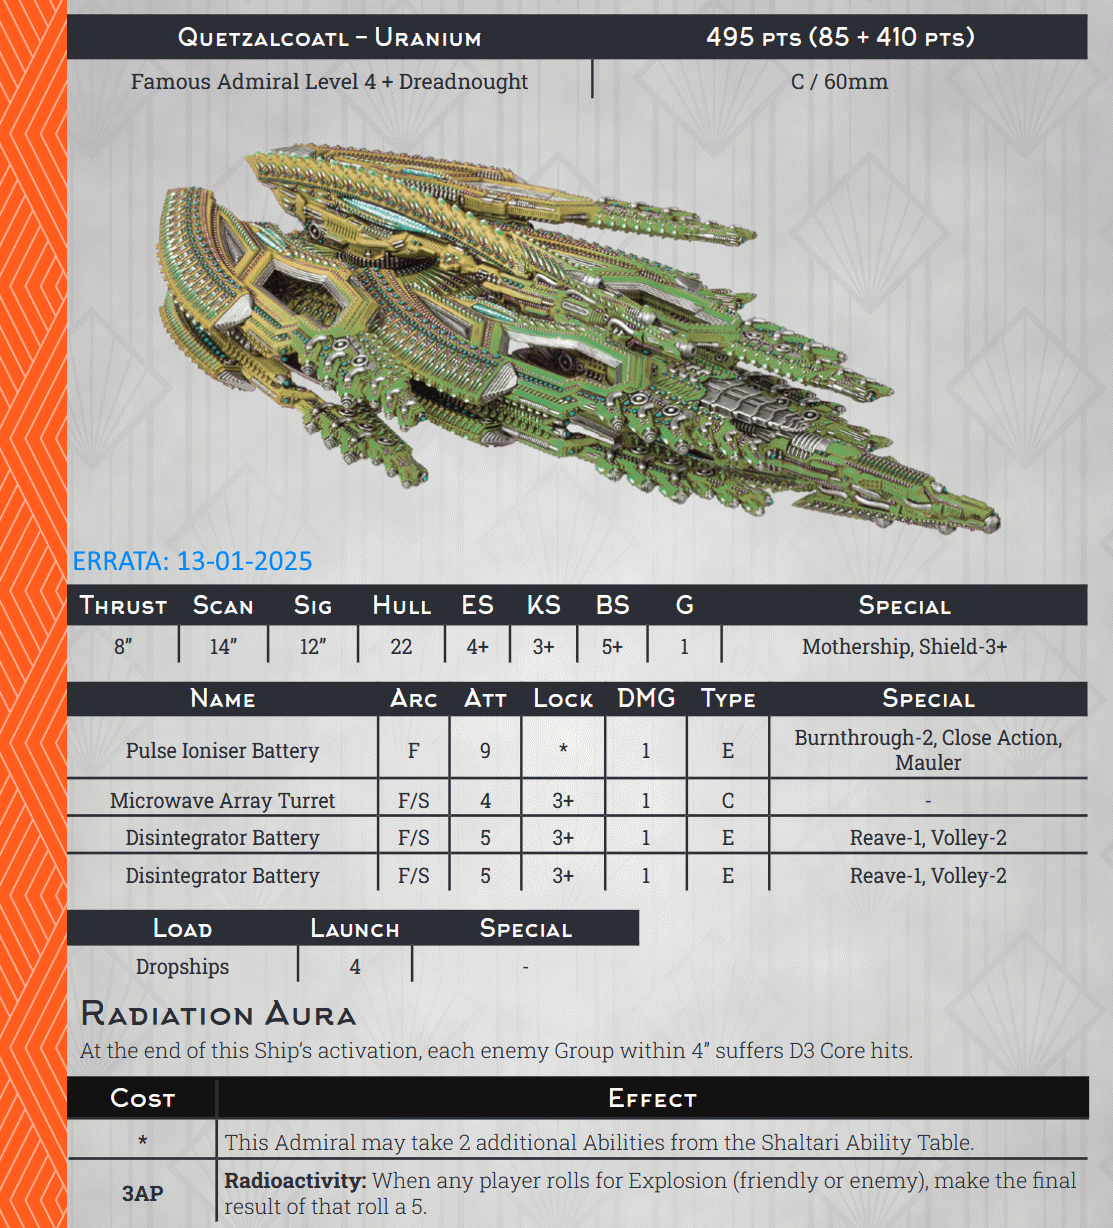 Quetzalcoatl – Uranium 495 pts (85 + 410 pts)
Famous Admiral Level 4 + Dreadnought C / 60mm
ERRATA: 13-01-2025
Thrust Scan Sig Hull ES KS BS G Special
8” 14” 12” 22 4+ 3+ 5+ 1 Mothership, Shield-3+
Name Arc Att Lock DMG Type Special
Pulse Ioniser Battery F 9 * 1 E Burnthrough-2, Close Action,
Mauler
Microwave Array Turret F/S 4 3+ 1 C -
Disintegrator Battery F/S 5 3+ 1 E Reave-1, Volley-2
Disintegrator Battery F/S 5 3+ 1 E Reave-1, Volley-2
Load Launch Special
Dropships 4 -
Radiation Aura
At the end of this Ship’s activation, each enemy Group within 4” suffers D3 Core hits.
Cost Effect
* This Admiral may take 2 additional Abilities from the Shaltari Ability Table.
3AP Radioactivity: When any player rolls for Explosion (friendly or enemy), make the final
result of that roll a 5.